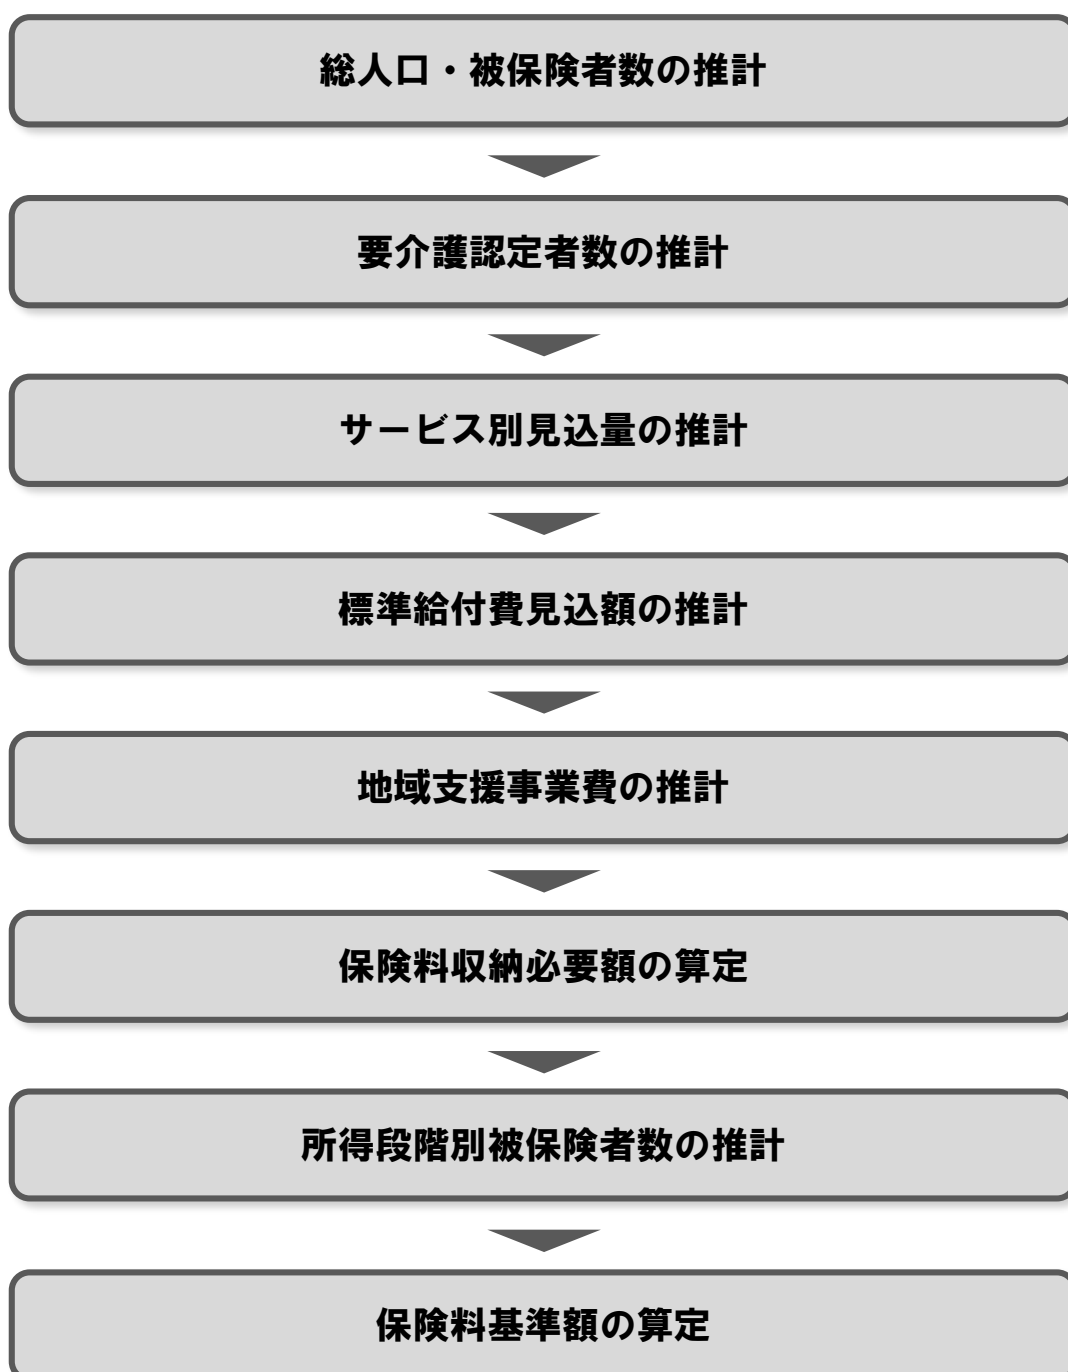 総人口・被保険者数の推計
要介護認定者数の推計
サービス別見込量の推計
標準給付費見込額の推計
地域支援事業費の推計
保険料収納必要額の算定
所得段階別被保険者数の推計
保険料基準額の算定